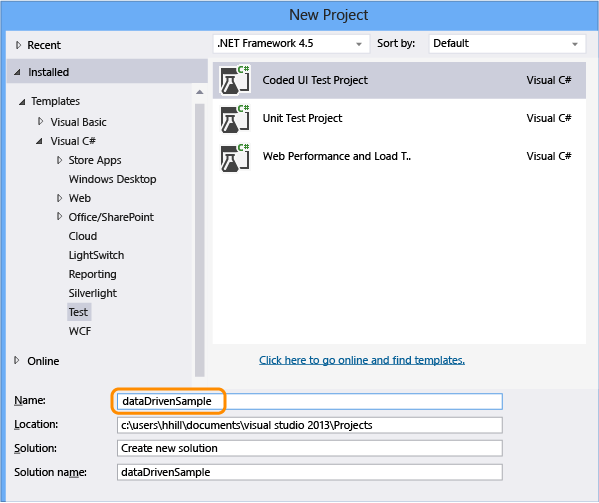 New Project
Recent
.NET Framework 4.5 Sort by: Default
Installed
Templates
Visual Basic
Visual C#
Store Apps
Windows Desktop
Web
Office/SharePoint
Cloud
LightSwitch
Reporting
Silverlight
Test
WCF
Online
C# Coded UI Test Project Visual C#
C# Unit Test Project Visual C#
C# Web Performance and Load T.. Visual C#
Click here to go online and find templates.
Name: dataDrivenSample
Location: c:\users\hhill\documents\visual studio 2013\Projects
Solution: Create new solution
Solution name: dataDrivenSample